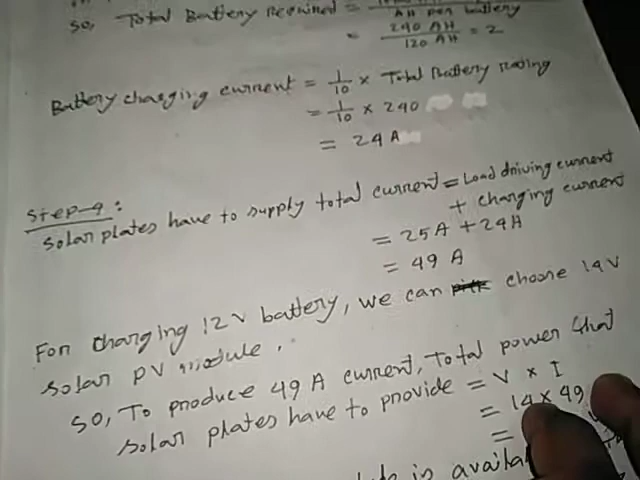 So, Total Battery Required =
AH per battery
= 240 AH / 120 AH = 2
Battery charging current = 1/10 × Total Battery rating
= 1/10 × 240
= 24 A
Step-4:
Solar plates have to supply total current = Load driving current
+ charging current
= 25A + 24A
= 49 A
For charging 12V battery, we can choose 14V
solar PV module.
So, To produce 49 A current, Total power that
solar plates have to provide = V × I
= 14 × 49
=
is availa